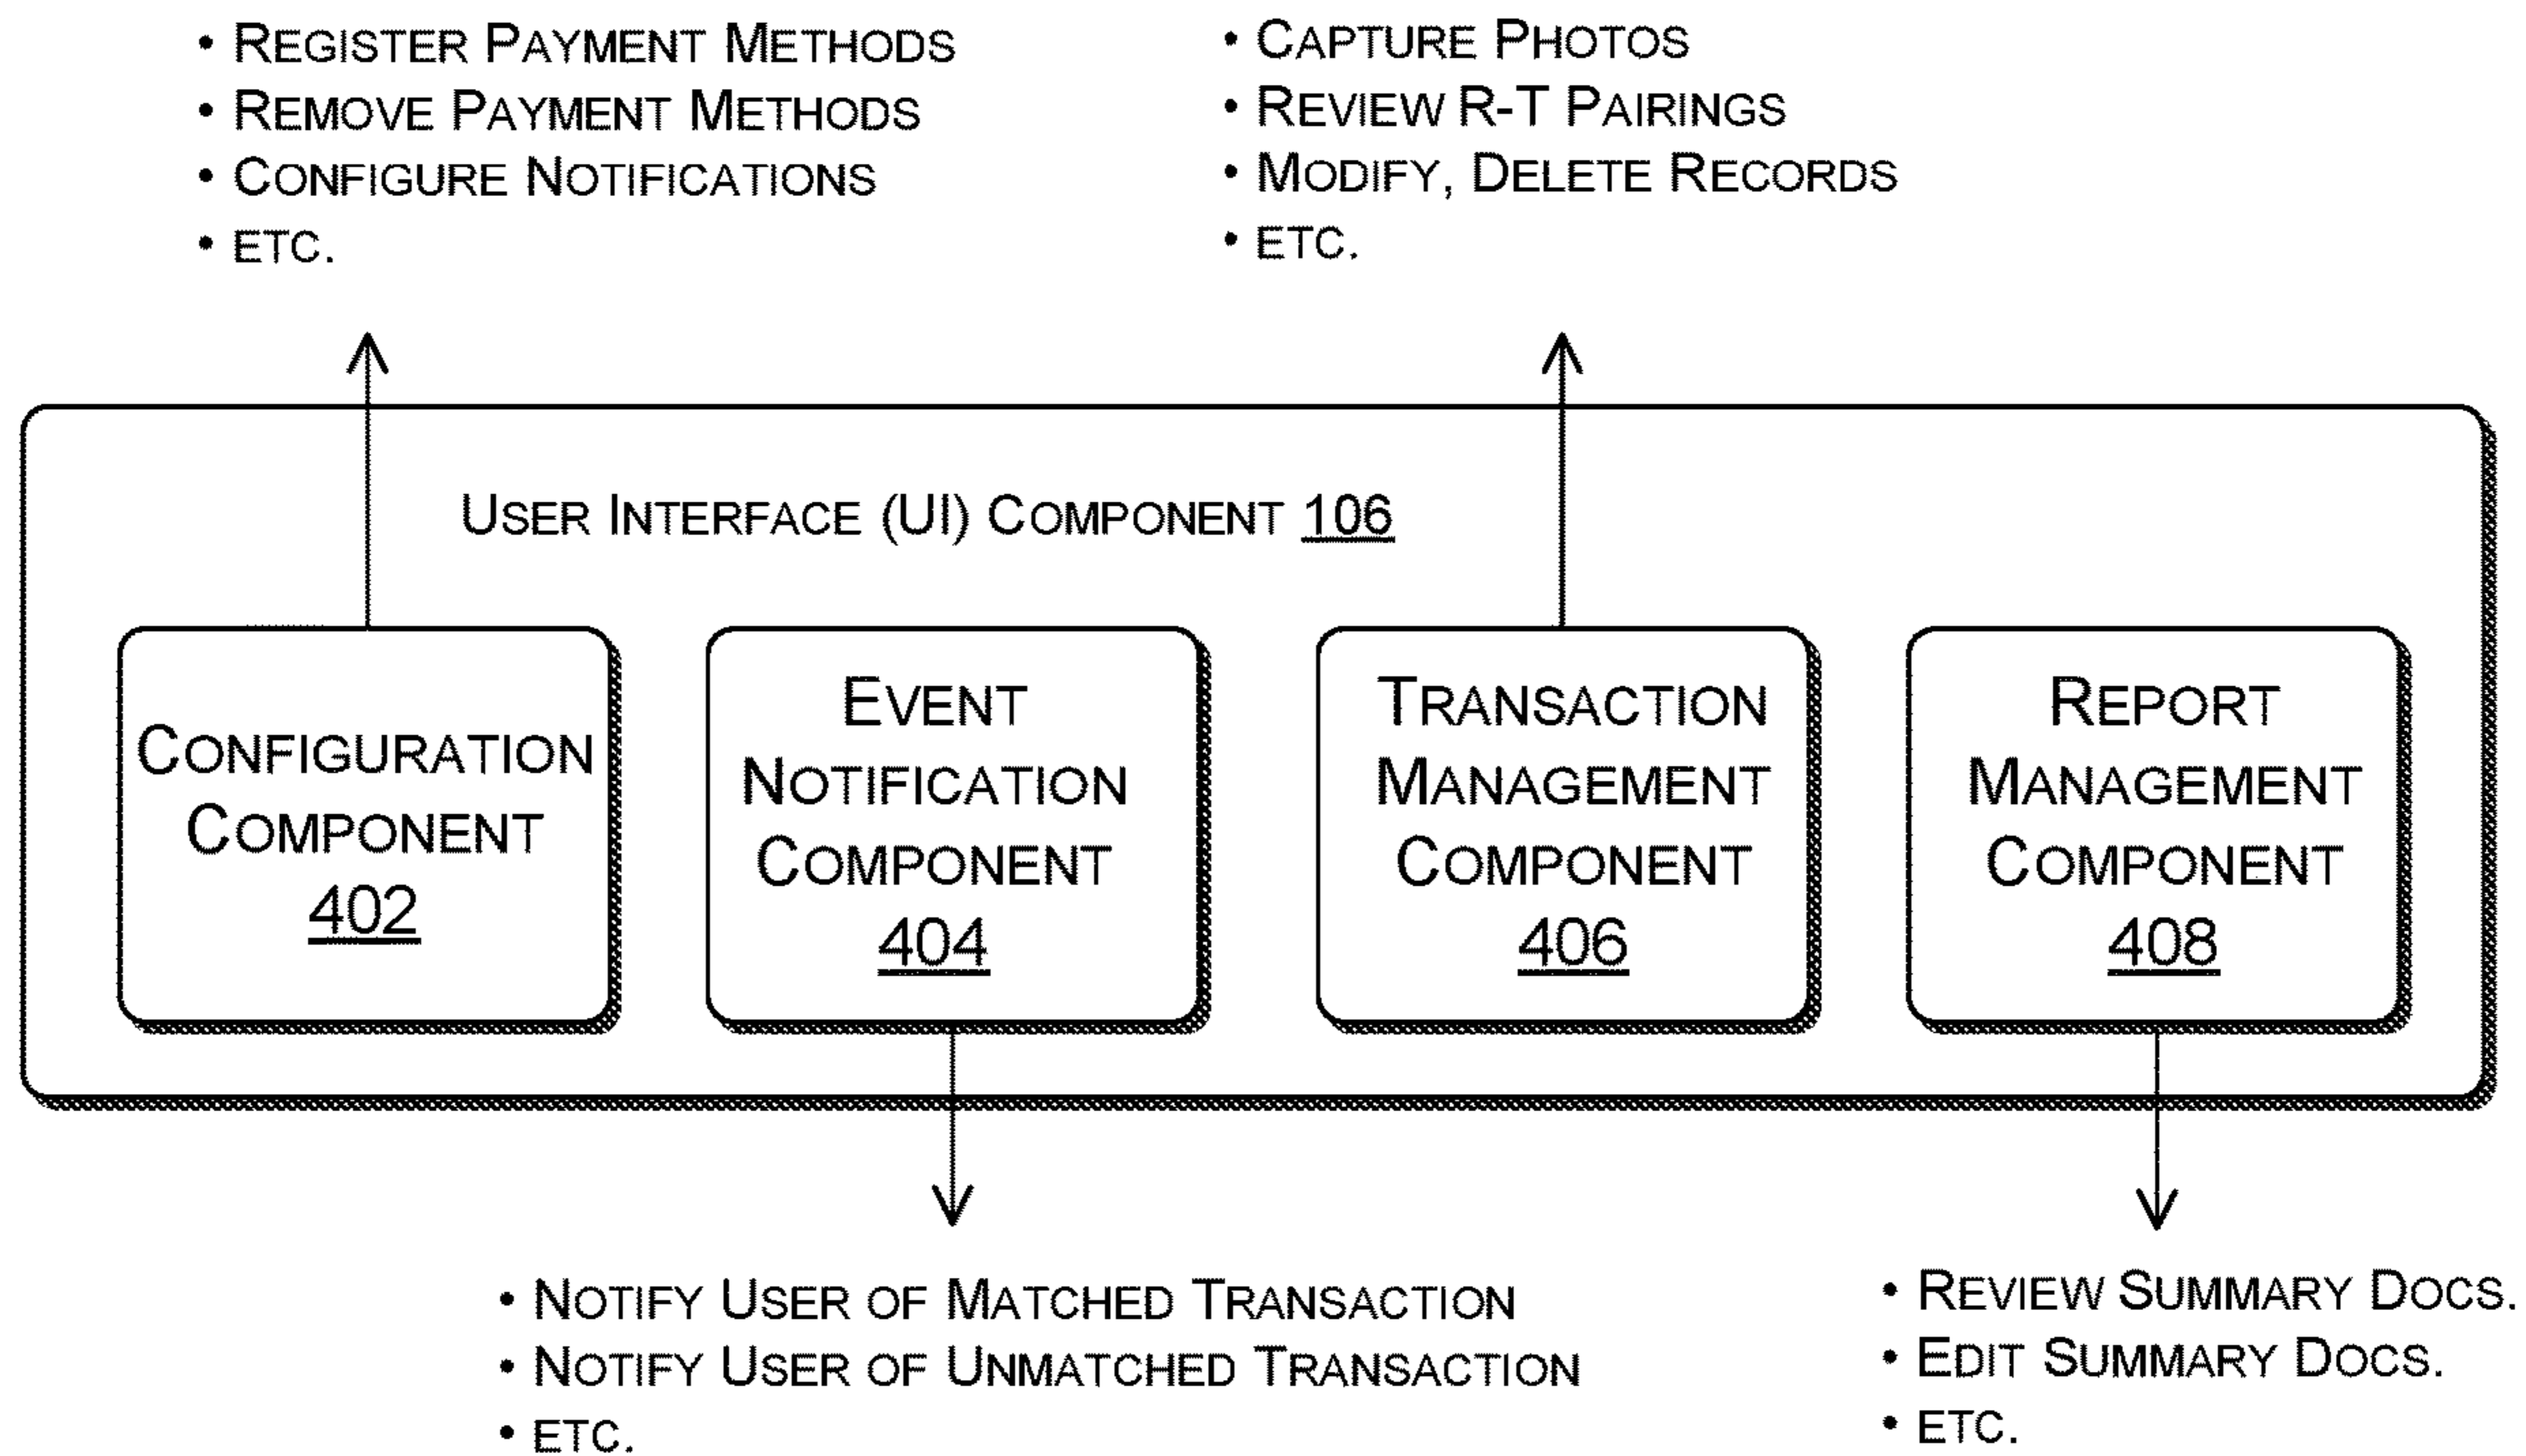 • REGISTER PAYMENT METHODS
• REMOVE PAYMENT METHODS
• CONFIGURE NOTIFICATIONS
• ETC.
• CAPTURE PHOTOS
• REVIEW R-T PAIRINGS
• MODIFY, DELETE RECORDS
• ETC.
USER INTERFACE (UI) COMPONENT 106
CONFIGURATION
COMPONENT
402
EVENT
NOTIFICATION
COMPONENT
404
TRANSACTION
MANAGEMENT
COMPONENT
406
REPORT
MANAGEMENT
COMPONENT
408
• NOTIFY USER OF MATCHED TRANSACTION
• NOTIFY USER OF UNMATCHED TRANSACTION
• ETC.
• REVIEW SUMMARY DOCS.
• EDIT SUMMARY DOCS.
• ETC.